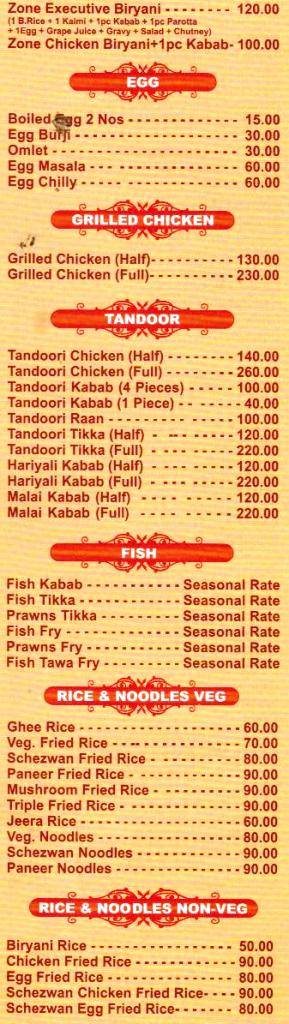 Zone Executive Biryani ----------- 120.00
(1 B.Rice + 1 Kaimi + 1pc Kabab + 1pc Parotta
+ 1Egg + Grape Juice + Gravy + Salad + Chutney)
Zone Chicken Biryani+1pc Kabab- 100.00
EGG
Boiled Egg 2 Nos --------------- 15.00
Egg Burji ---------------------- 30.00
Omlet -------------------------- 30.00
Egg Masala --------------------- 60.00
Egg Chilly --------------------- 60.00
GRILLED CHICKEN
Grilled Chicken (Half)---------- 130.00
Grilled Chicken (Full)---------- 230.00
TANDOOR
Tandoori Chicken (Half) -------- 140.00
Tandoori Chicken (Full) -------- 260.00
Tandoori Kabab (4 Pieces) ------ 100.00
Tandoori Kabab (1 Piece) ------- 40.00
Tandoori Raan ------------------ 100.00
Tandoori Tikka (Half) ---------- 120.00
Tandoori Tikka (Full) ---------- 220.00
Hariyali Kabab (Half) ---------- 120.00
Hariyali Kabab (Full) ---------- 220.00
Malai Kabab (Half) ------------- 120.00
Malai Kabab (Full) ------------- 220.00
FISH
Fish Kabab ------------ Seasonal Rate
Fish Tikka ------------ Seasonal Rate
Prawns Tikka ---------- Seasonal Rate
Fish Fry -------------- Seasonal Rate
Prawns Fry ------------ Seasonal Rate
Fish Tawa Fry --------- Seasonal Rate
RICE & NOODLES VEG
Ghee Rice ---------------------- 60.00
Veg. Fried Rice ---------------- 70.00
Schezwan Fried Rice ------------ 80.00
Paneer Fried Rice -------------- 90.00
Mushroom Fried Rice ------------ 90.00
Triple Fried Rice -------------- 90.00
Jeera Rice --------------------- 60.00
Veg. Noodles ------------------- 80.00
Schezwan Noodles --------------- 90.00
Paneer Noodles ----------------- 90.00
RICE & NOODLES NON-VEG
Biryani Rice ------------------- 50.00
Chicken Fried Rice ------------- 90.00
Egg Fried Rice ----------------- 80.00
Schezwan Chicken Fried Rice---- 90.00
Schezwan Egg Fried Rice-------- 80.00